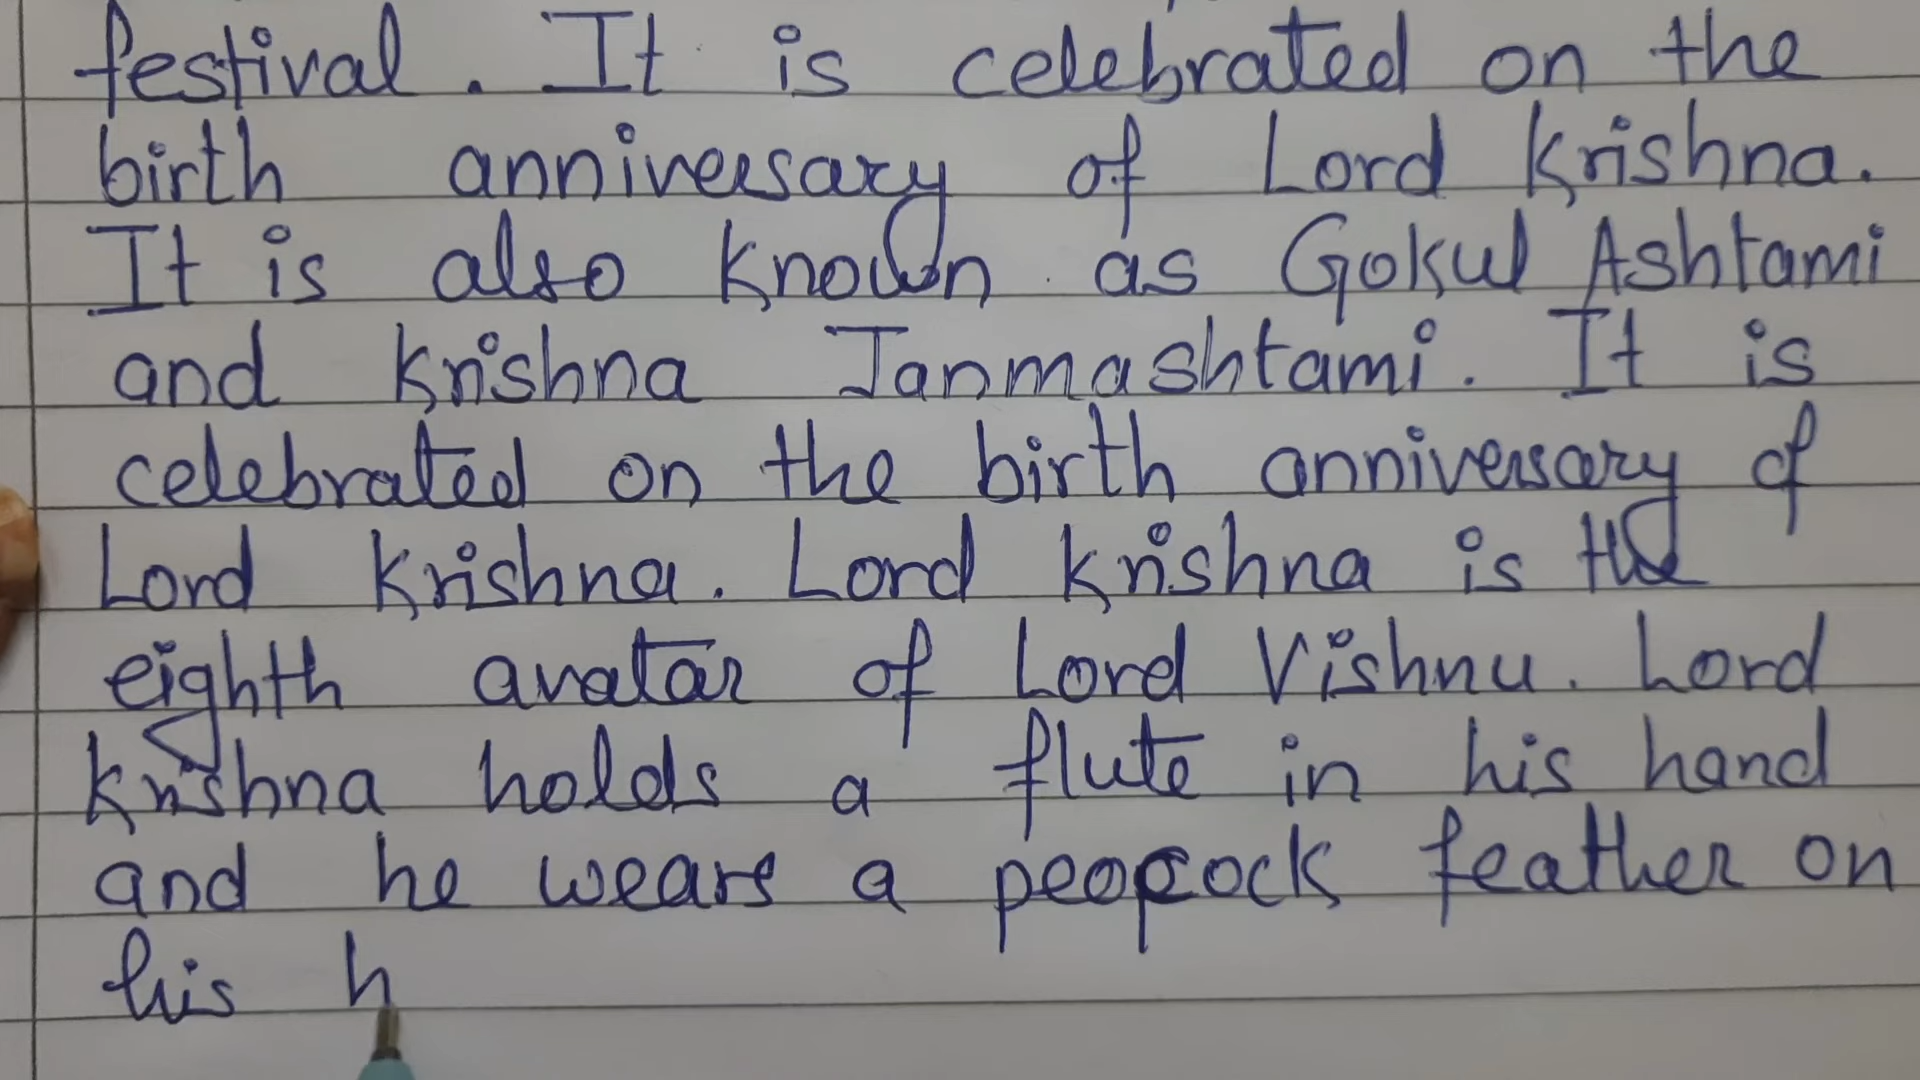 festival. It is celebrated on the
birth anniversary of Lord Krishna.
It is also known as Gokul Ashtami
and Krishna Janmashtami. It is
celebrated on the birth anniversary of
Lord Krishna. Lord Krishna is the
eighth avatar of Lord Vishnu. Lord
Krishna holds a flute in his hand
and he wears a peacock feather on
his h